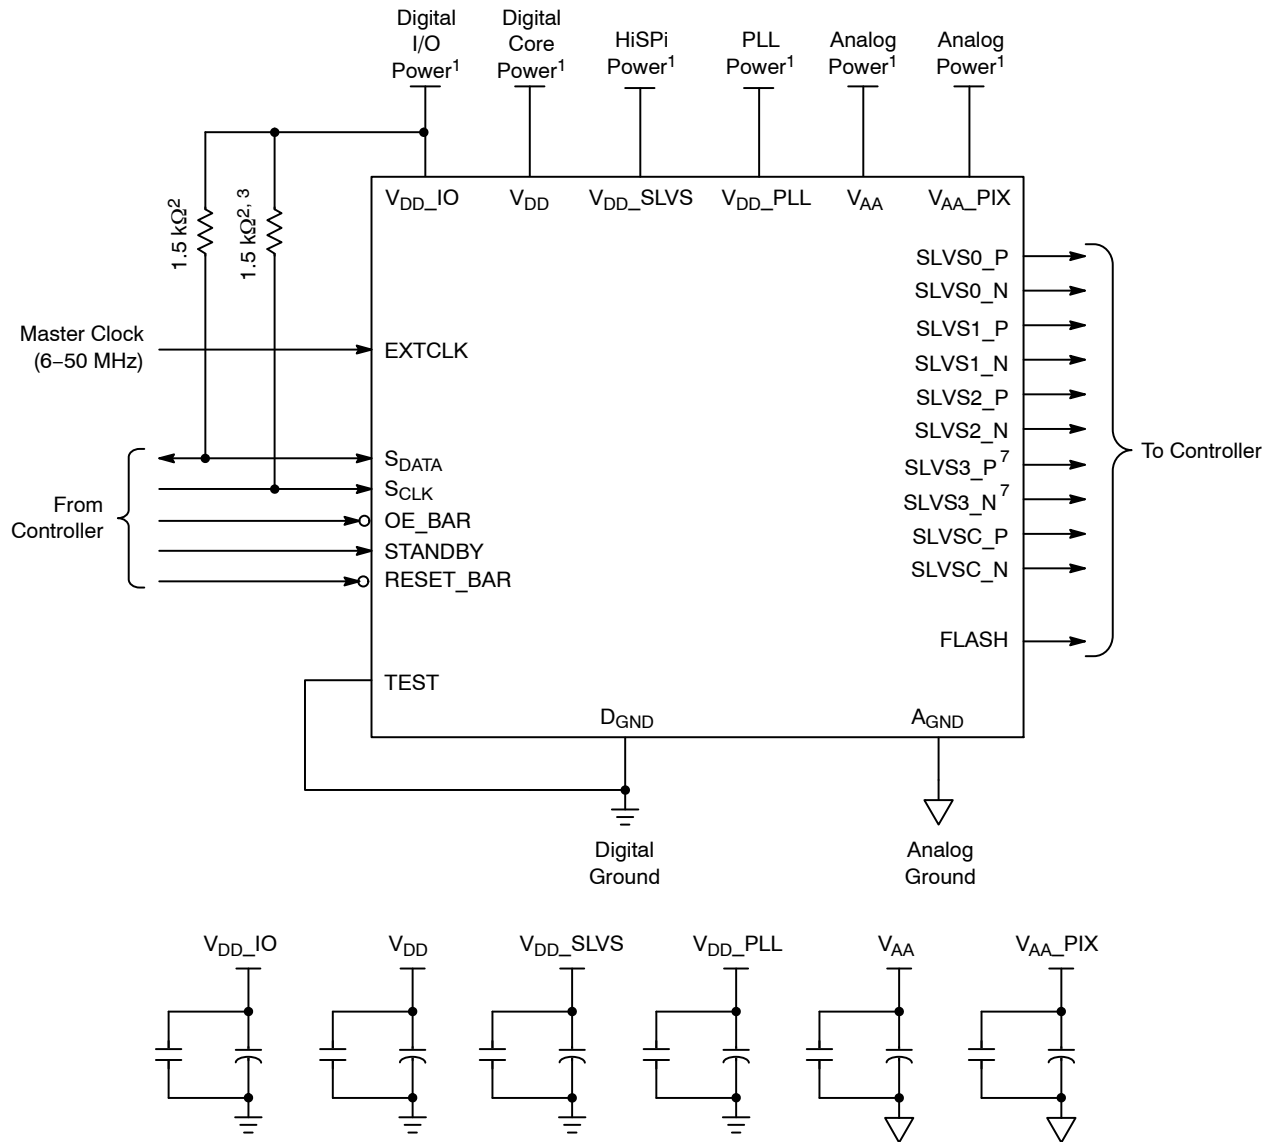 Digital
I/O
Power1
Digital
Core
Power1
HiSPi
Power1
PLL
Power1
Analog
Power1
Analog
Power1
VDD_IO
VDD
VDD_SLVS
VDD_PLL
VAA
VAA_PIX
1.5 kΩ2
1.5 kΩ2, 3
Master Clock
(6–50 MHz)
EXTCLK
From
Controller
SDATA
SCLK
OE_BAR
STANDBY
RESET_BAR
TEST
SLVS0_P
SLVS0_N
SLVS1_P
SLVS1_N
SLVS2_P
SLVS2_N
SLVS3_P7
SLVS3_N7
SLVSC_P
SLVSC_N
FLASH
To Controller
DGND
AGND
Digital
Ground
Analog
Ground
VDD_IO
VDD
VDD_SLVS
VDD_PLL
VAA
VAA_PIX